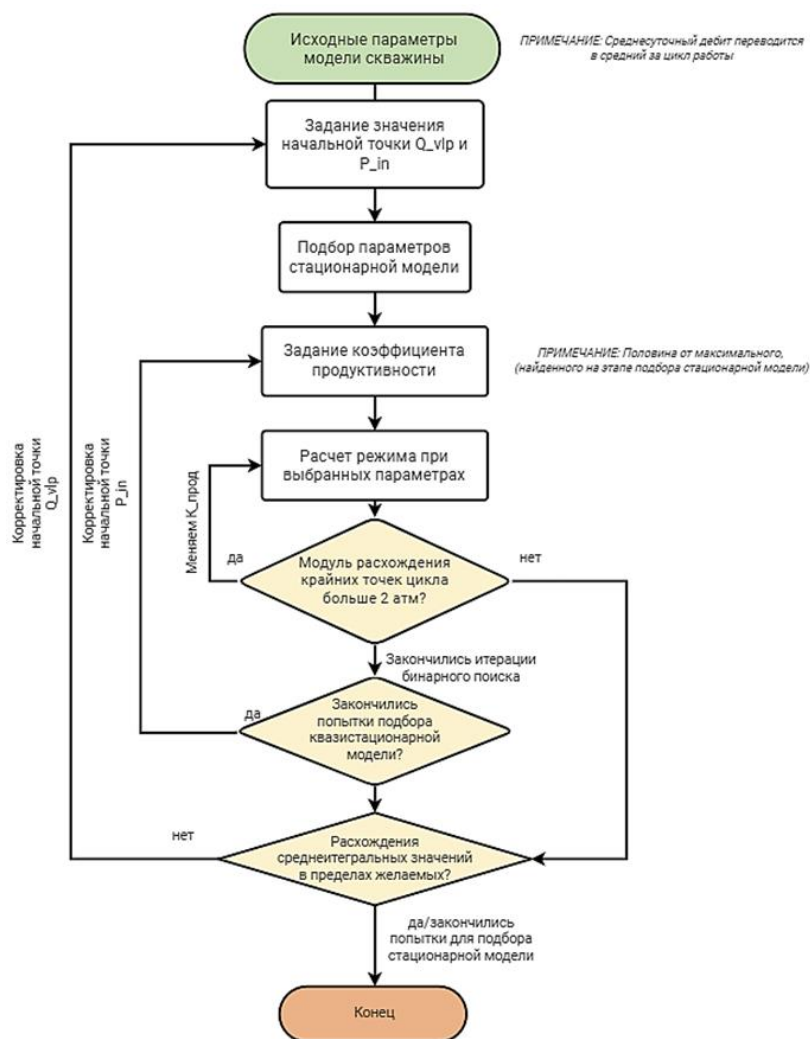 Исходные параметры
модели скважины
ПРИМЕЧАНИЕ: Среднесуточный дебит переводится
в средний за цикл работы
Задание значения
начальной точки Q_vlp и
P_in
Подбор параметров
стационарной модели
Задание коэффициента
продуктивности
ПРИМЕЧАНИЕ: Половина от максимального,
(найденного на этапе подбора стационарной модели)
Расчет режима при
выбранных параметрах
Корректировка
начальной точки
Q_vlp
Корректировка
начальной точки
P_in
Меняем K_прод
да
Модуль расхождения
крайних точек цикла
больше 2 атм?
нет
Закончились итерации
бинарного поиска
да
Закончились
попытки подбора
квазистационарной
модели?
нет
Расхождения
среднеитегральных значений
в пределах желаемых?
да/закончились
попытки для подбора
стационарной модели
Конец